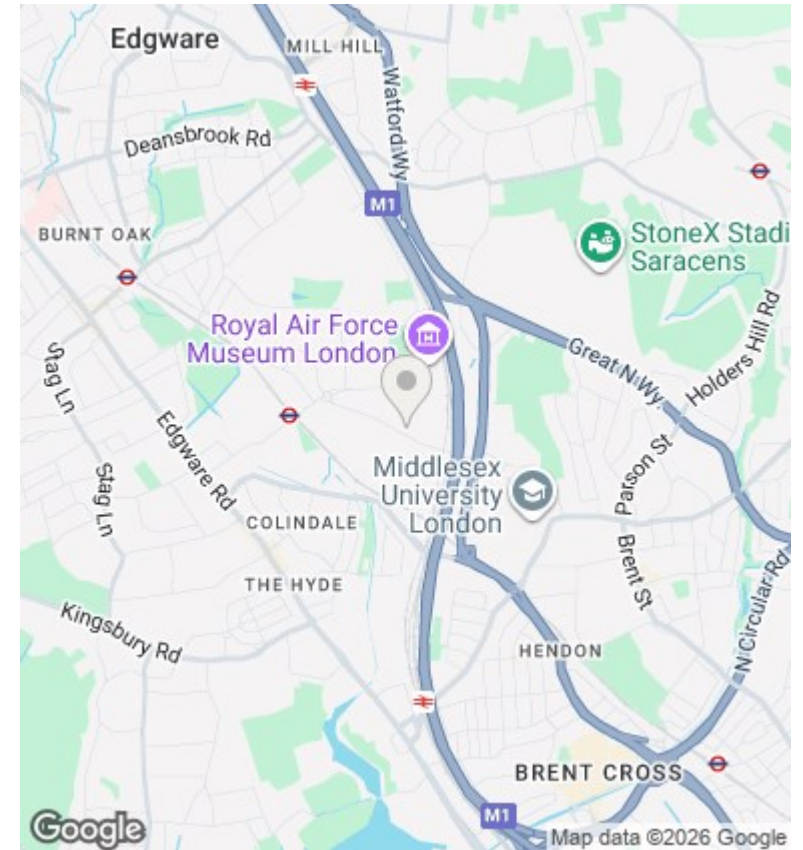 Edgware
MILL HILL
Watford Wy
Deansbrook Rd
M1
BURNT OAK
StoneX Stadi
Saracens
Royal Air Force
Museum London
Holders Hill Rd
Great N Wy
Stag Ln
Edgware Rd
Stag Ln
Middlesex
University
London
Parson St
COLINDALE
Brent St
THE HYDE
N Circular Rd
Kingsbury Rd
HENDON
BRENT CROSS
M1
Google
Map data ©2026 Google